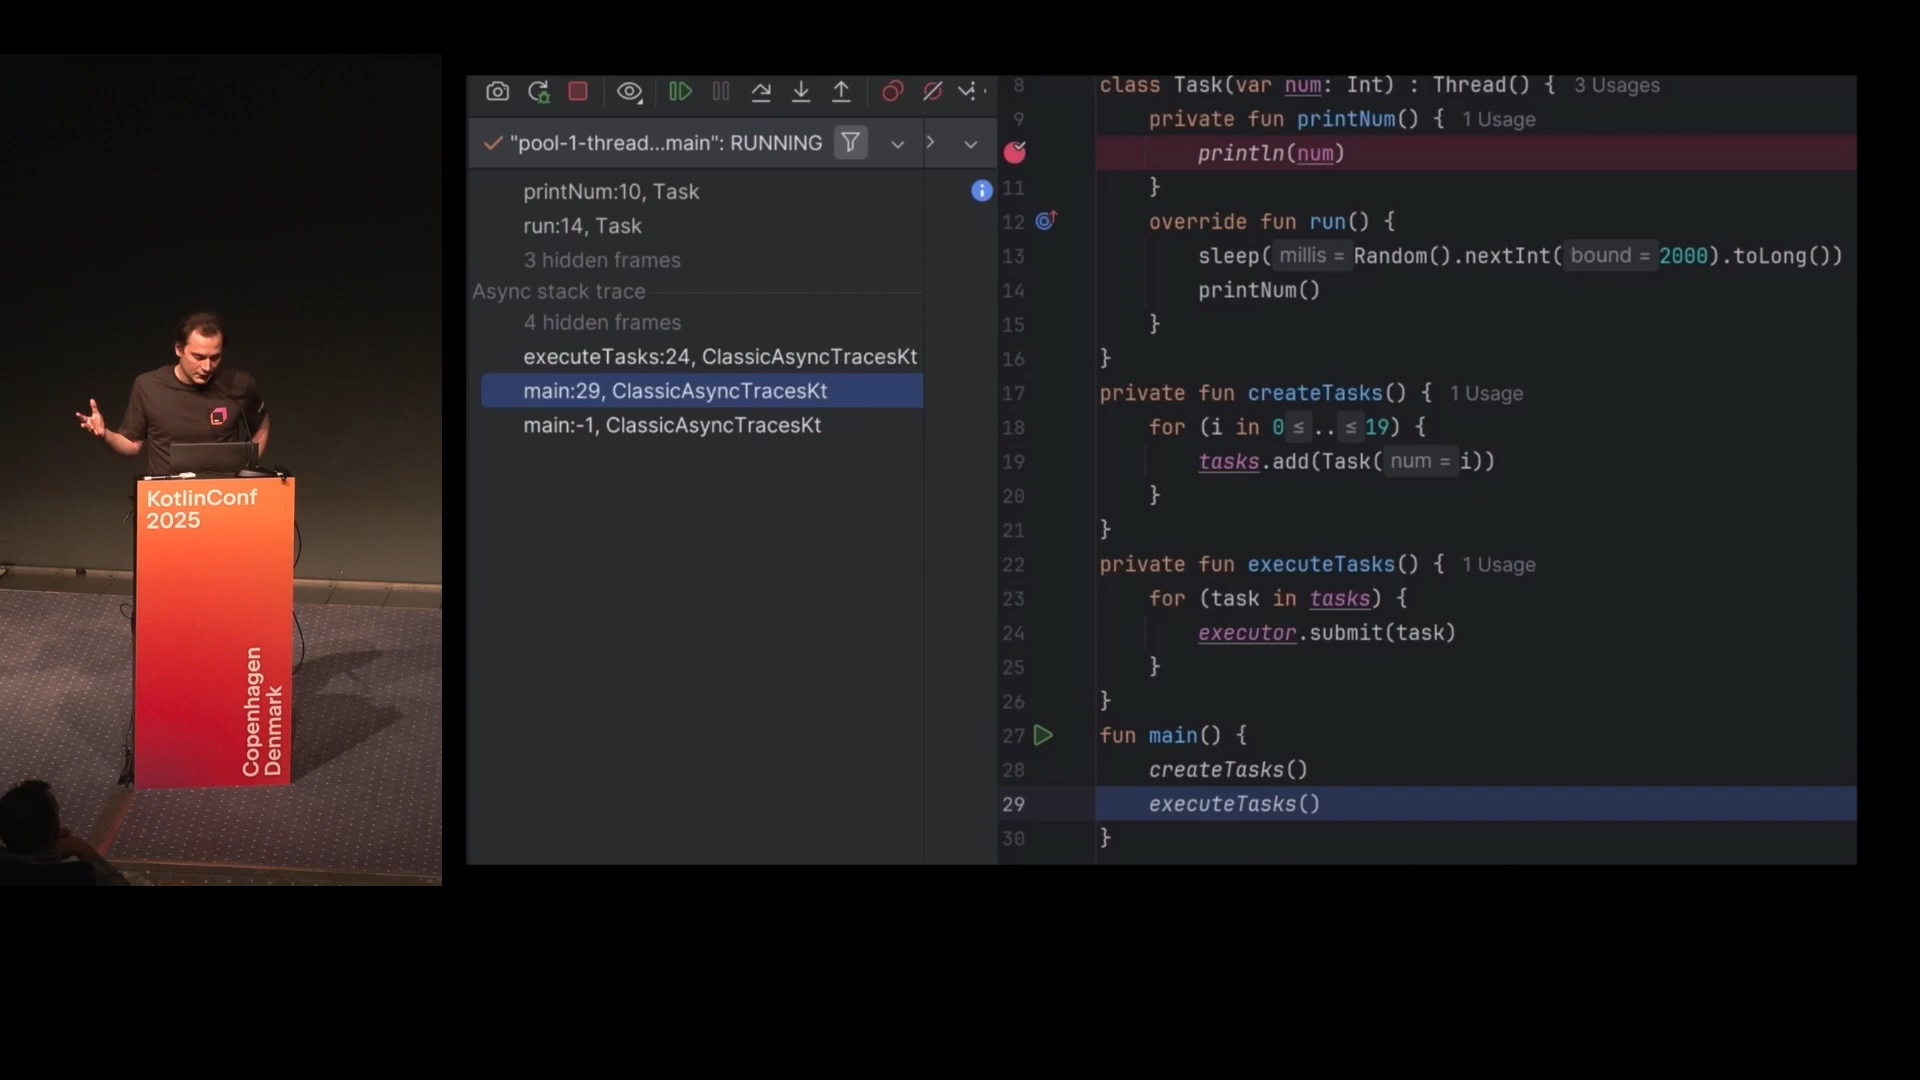 KotlinConf
2025
Copenhagen
Denmark
"pool-1-thread...main": RUNNING
printNum:10, Task
run:14, Task
3 hidden frames
Async stack trace
4 hidden frames
executeTasks:24, ClassicAsyncTracesKt
main:29, ClassicAsyncTracesKt
main:-1, ClassicAsyncTracesKt
8 class Task(var num: Int) : Thread() { 3 Usages
9 private fun printNum() { 1 Usage
println(num)
11 }
12 override fun run() {
13 sleep( millis = Random().nextInt( bound = 2000).toLong())
14 printNum()
15 }
16 }
17 private fun createTasks() { 1 Usage
18 for (i in 0 ≤ .. ≤ 19) {
19 tasks.add(Task( num = i))
20 }
21 }
22 private fun executeTasks() { 1 Usage
23 for (task in tasks) {
24 executor.submit(task)
25 }
26 }
27 fun main() {
28 createTasks()
29 executeTasks()
30 }